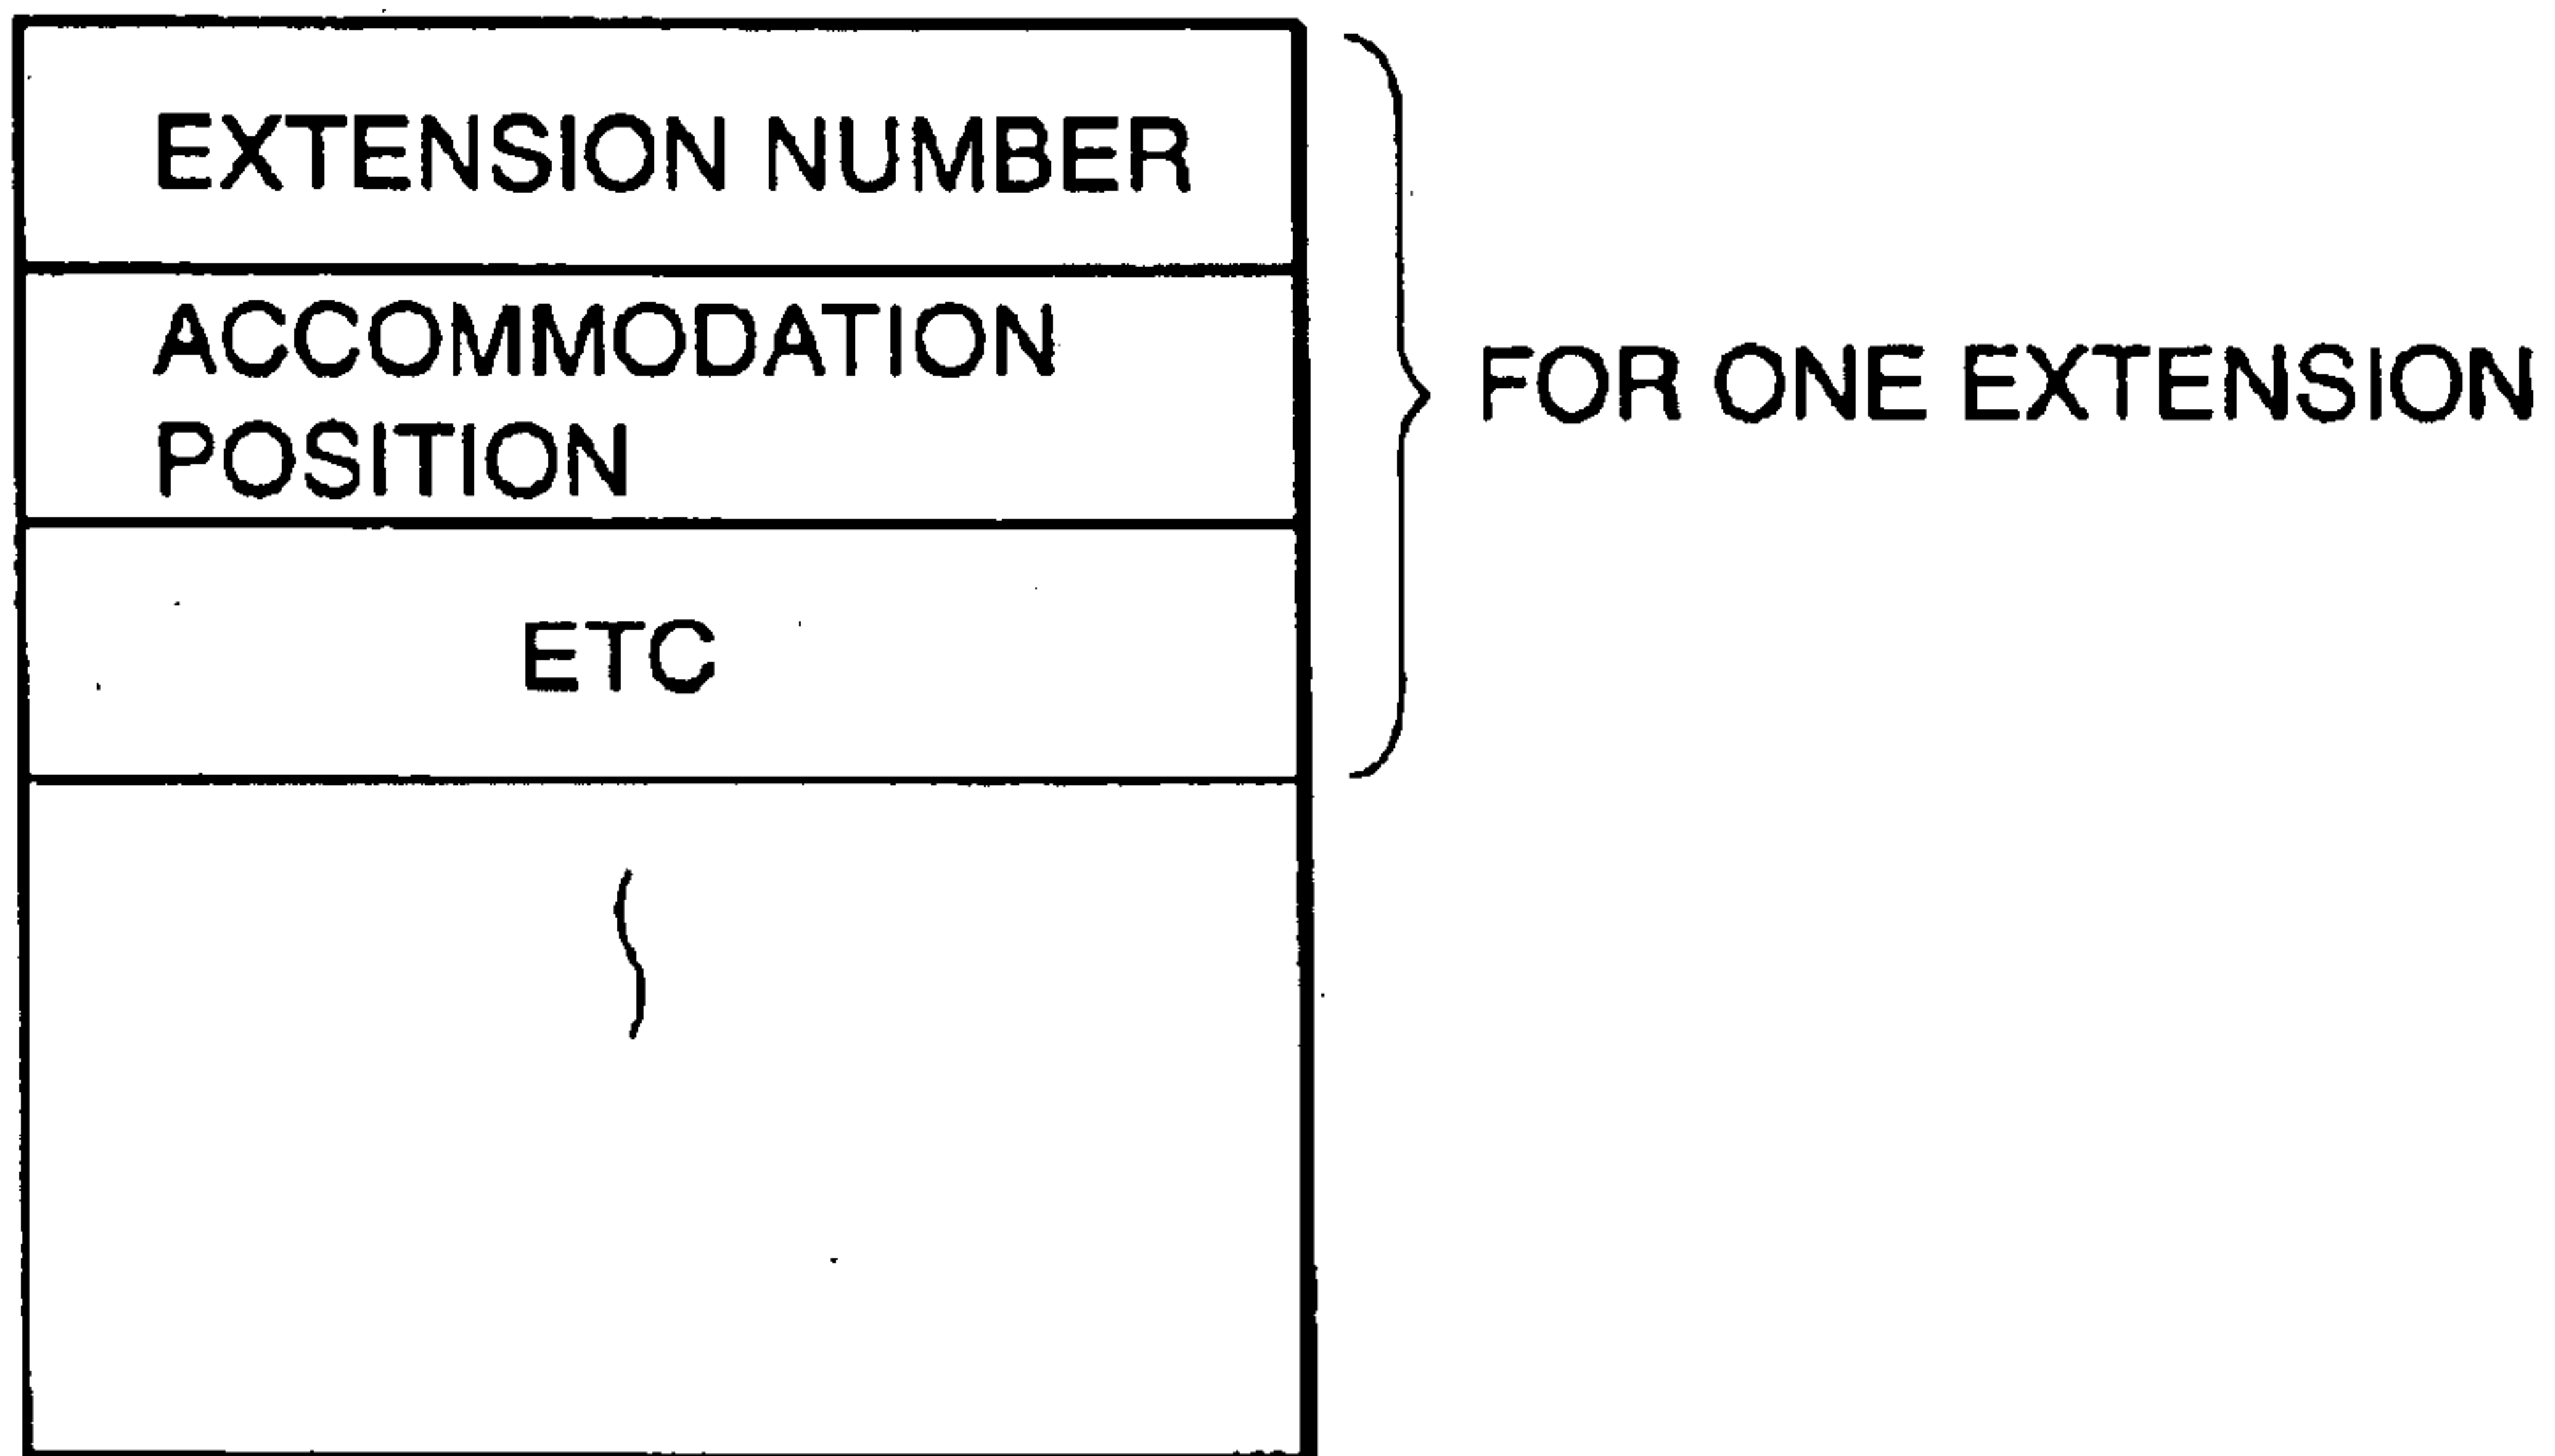 EXTENSION NUMBER
ACCOMMODATION
POSITION
FOR ONE EXTENSION
ETC